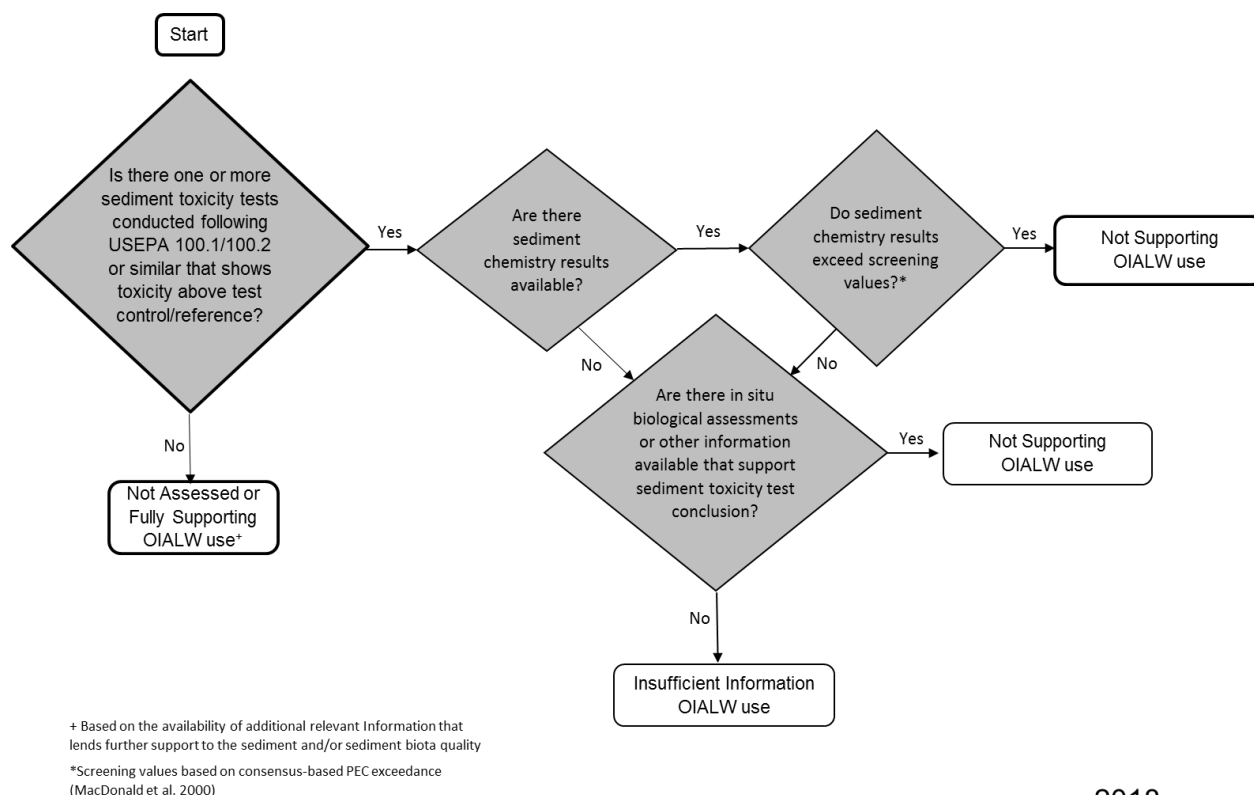 Start
Is there one or more
sediment toxicity tests
conducted following
USEPA 100.1/100.2
or similar that shows
toxicity above test
control/reference?
Yes
Are there
sediment
chemistry results
available?
Yes
Do sediment
chemistry results
exceed screening
values?*
Yes
Not Supporting
OIALW use
No
No
Are there in situ
biological assessments
or other information
available that support
sediment toxicity test
conclusion?
Yes
Not Supporting
OIALW use
No
Not Assessed or
Fully Supporting
OIALW use+
No
Insufficient Information
OIALW use
+ Based on the availability of additional relevant Information that
lends further support to the sediment and/or sediment biota quality
*Screening values based on consensus-based PEC exceedance
(MacDonald et al. 2000)